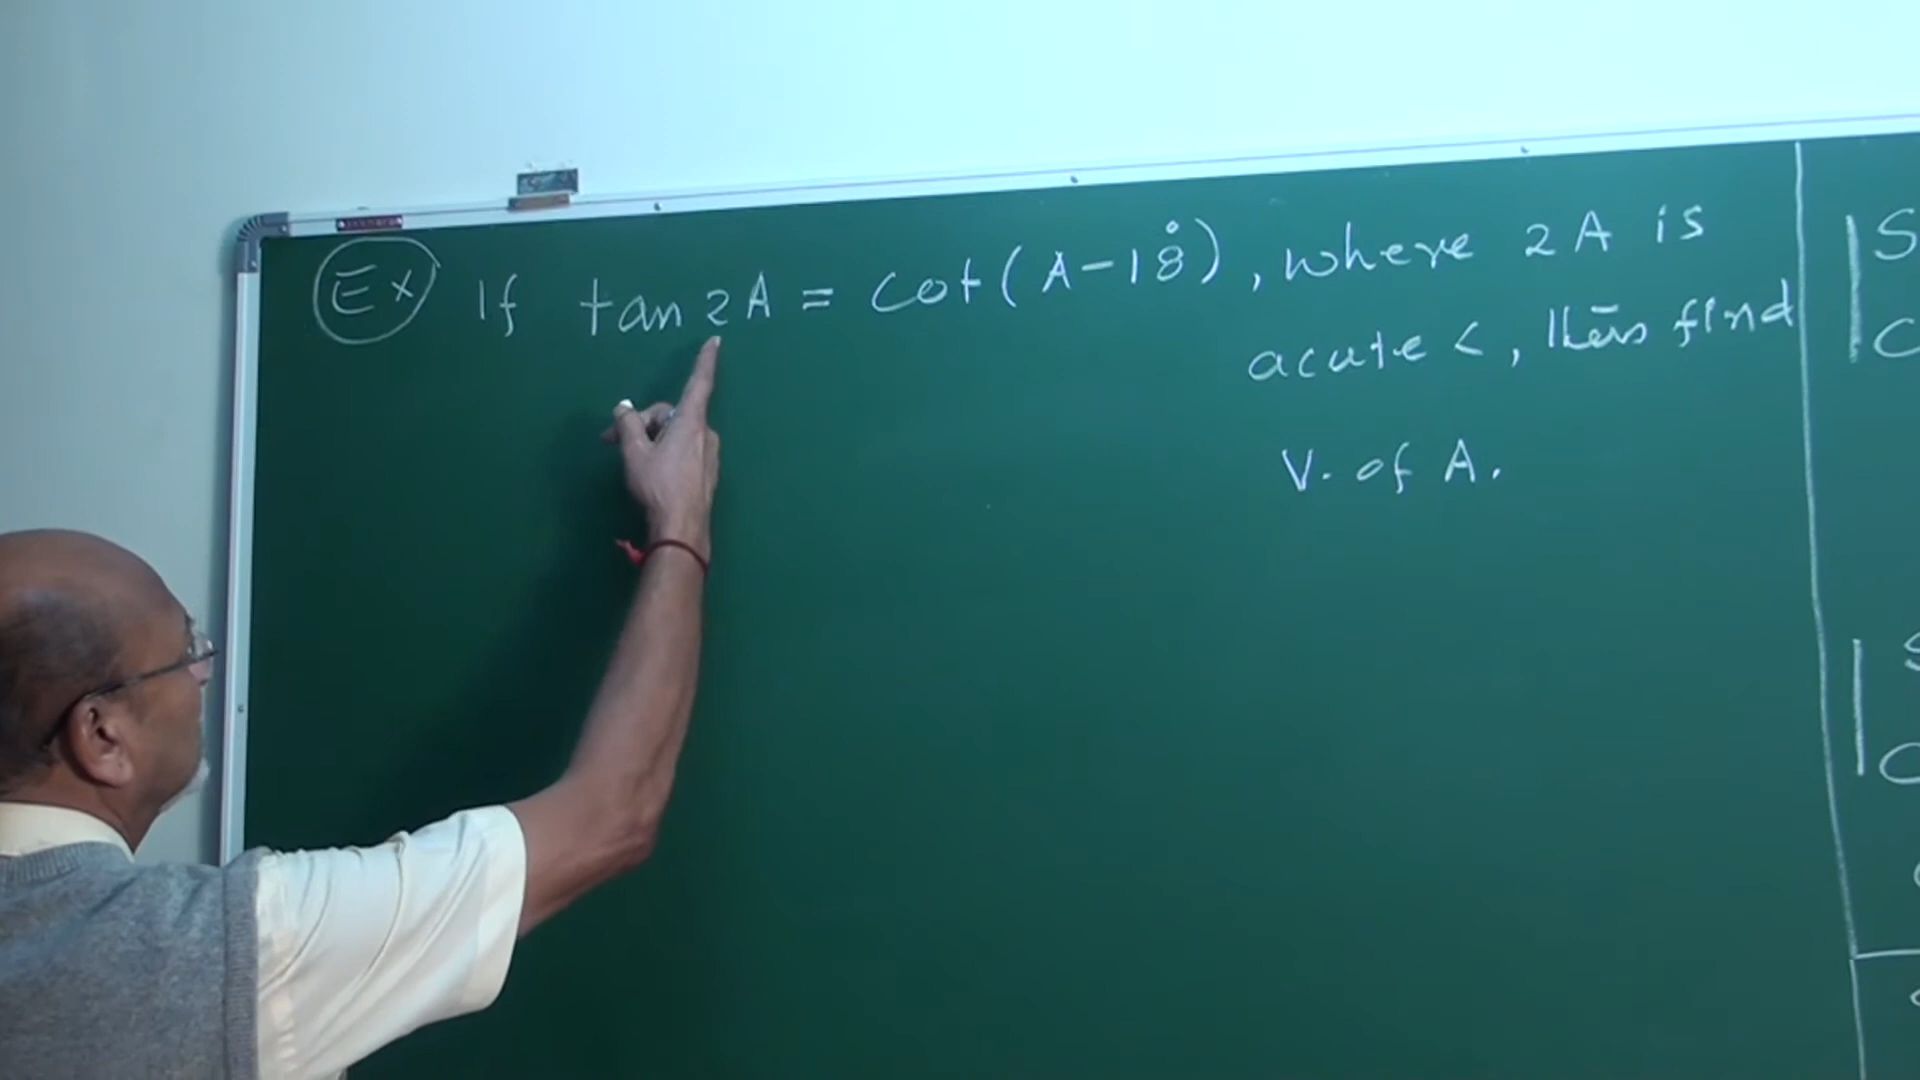 Ex If tan 2A = cot (A - 18°), where 2A is
acute <, then find
V. of A.
S
C
S
C